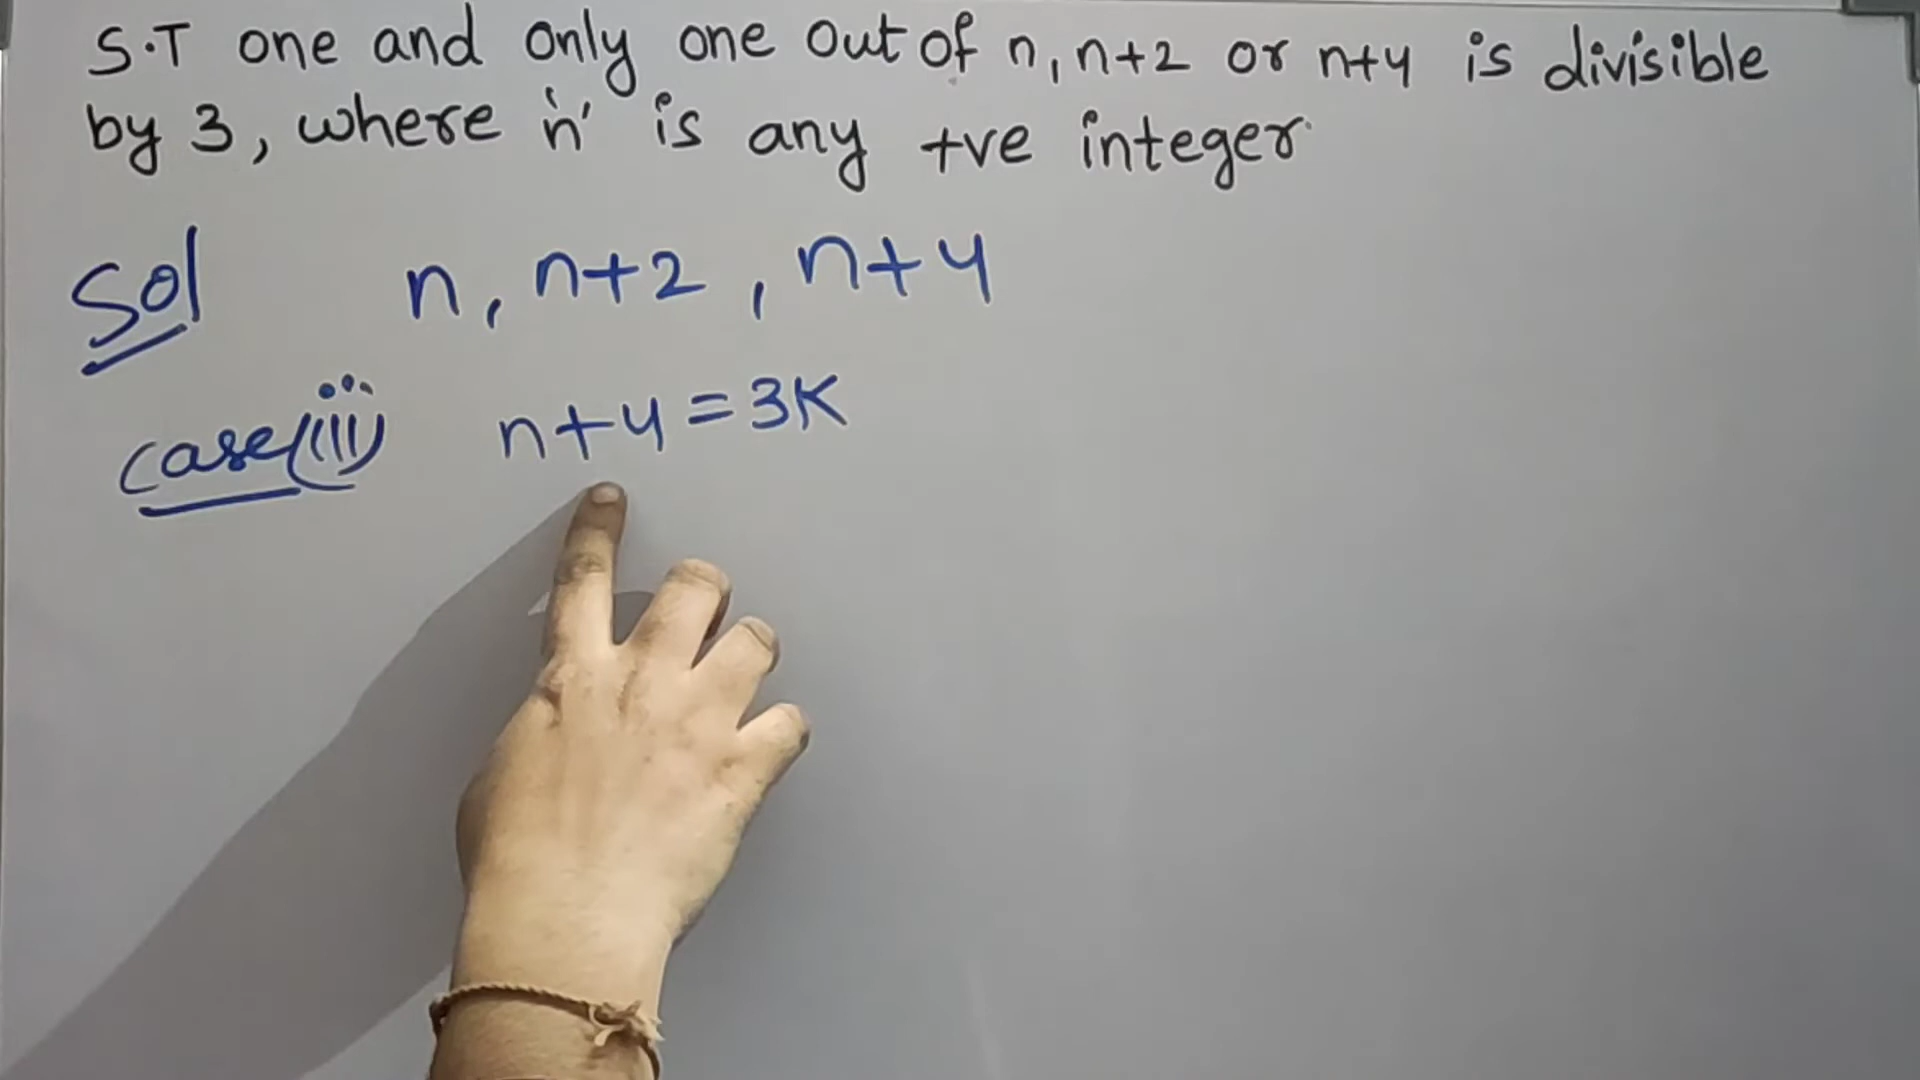 S.T one and only one out of n, n+2 or n+4 is divisible
by 3, where 'n' is any +ve integer.
Sol n, n+2, n+4
case(iii) n+4=3K